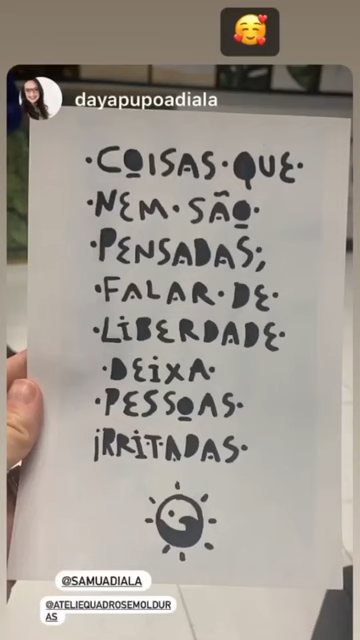 dayapupoadiala
·COISAS·QUE·
·NEM·SÃO·
·PENSADAS;
·FALAR·DE·
·LIBERDADE·
·DEIXA·
·PESSOAS·
IRRITADAS·
@SAMUADIALA
@ATELIEQUADROSEMOLDUR
AS